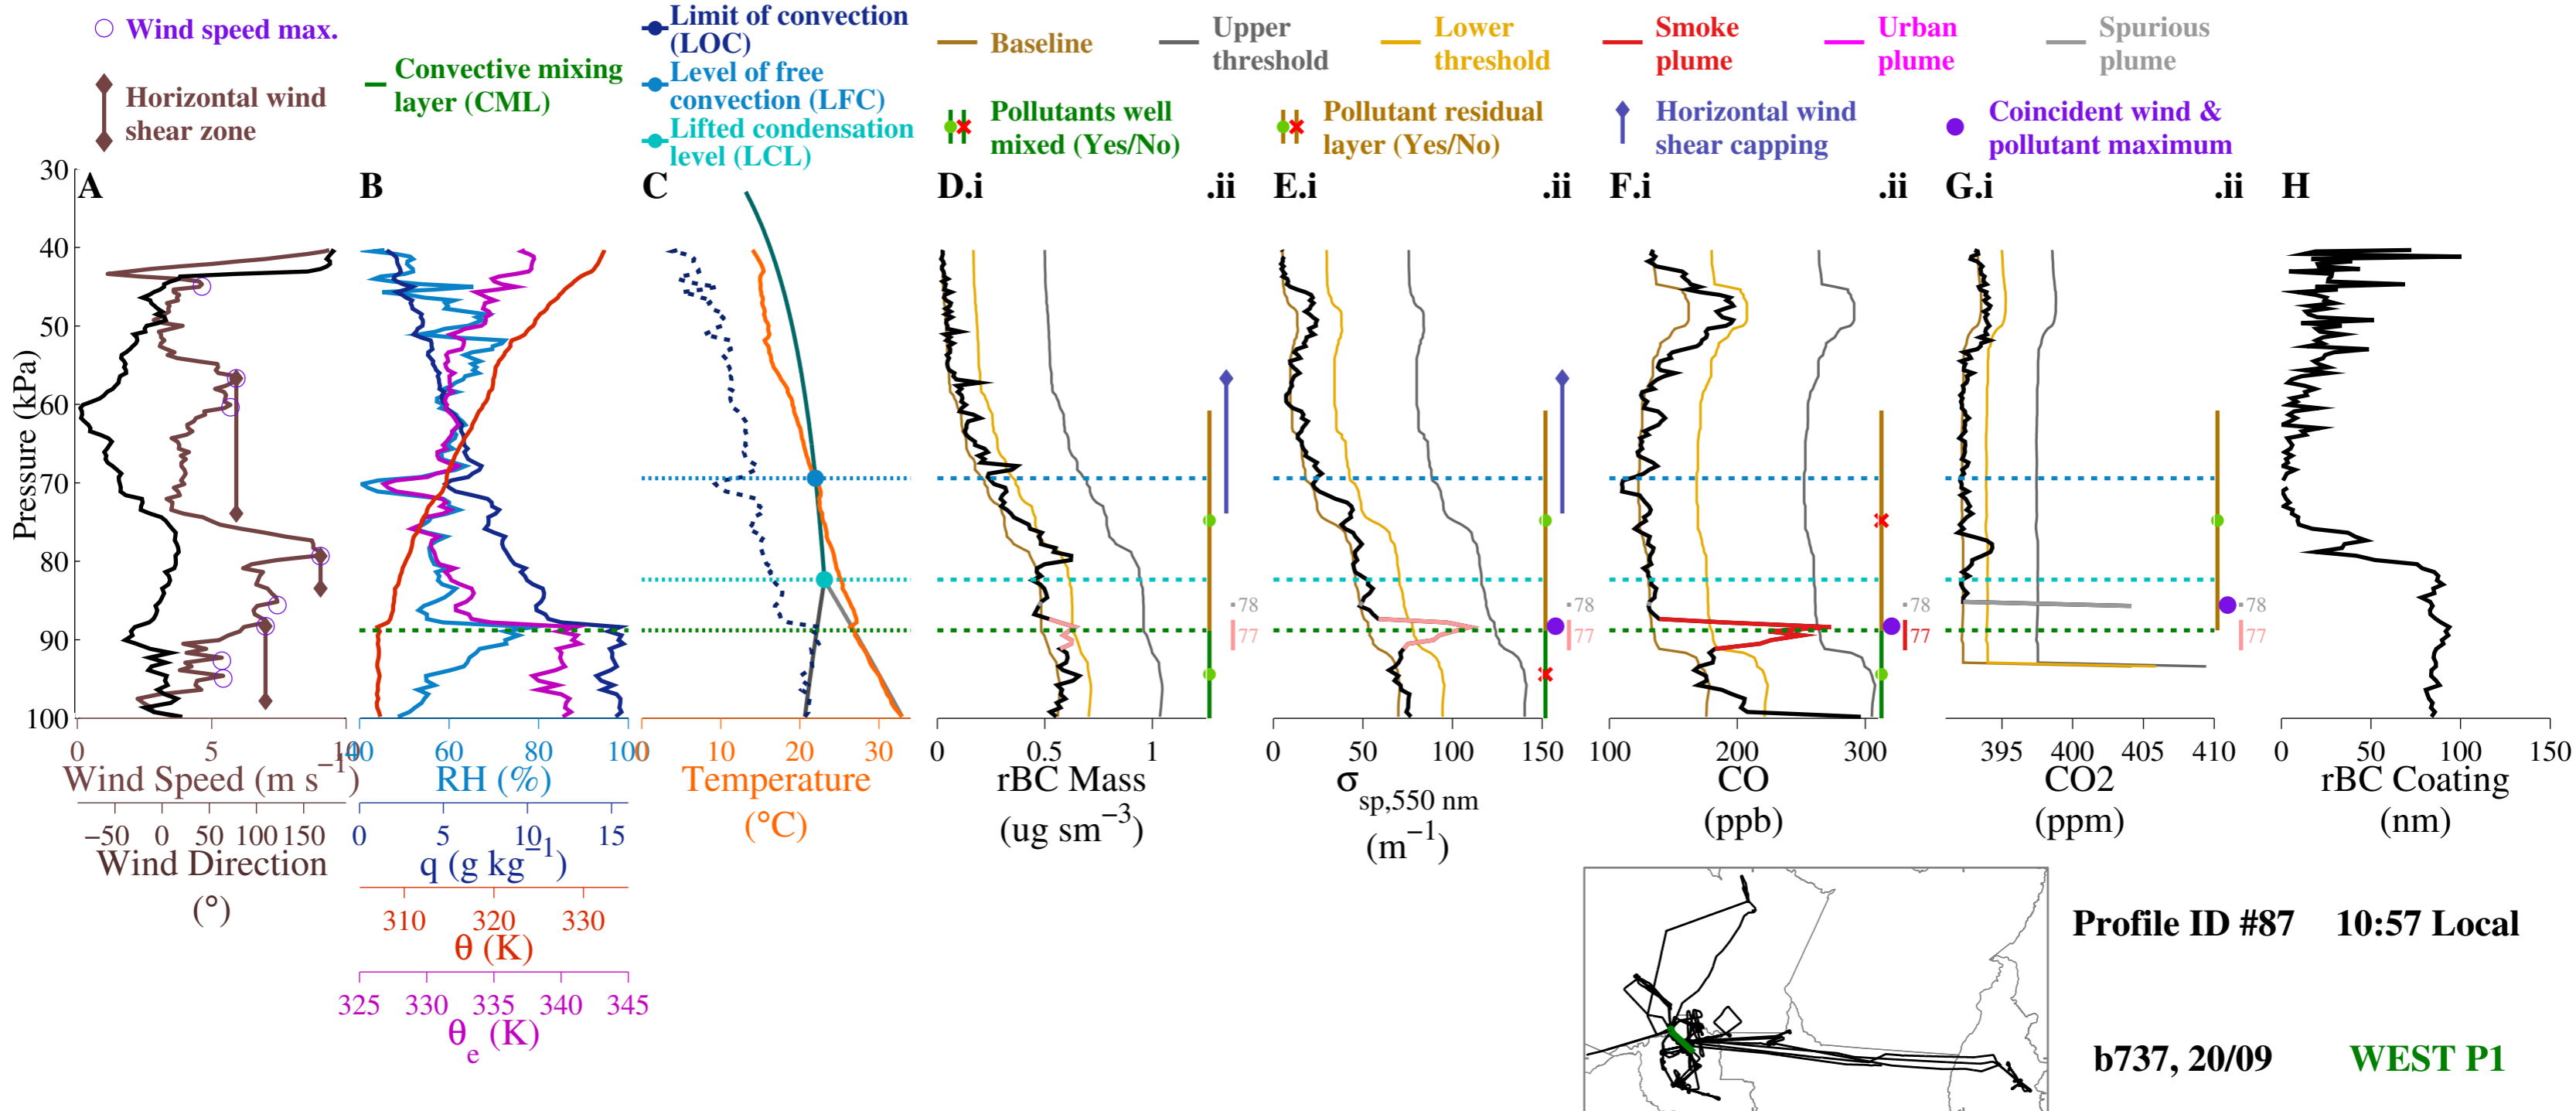 Wind speed max.
Horizontal wind
shear zone
Convective mixing
layer (CML)
Limit of convection
(LOC)
Level of free
convection (LFC)
Lifted condensation
level (LCL)
Baseline
Upper
threshold
Lower
threshold
Smoke
plume
Urban
plume
Spurious
plume
Pollutants well
mixed (Yes/No)
Pollutant residual
layer (Yes/No)
Horizontal wind
shear capping
Coincident wind &
pollutant maximum
A B C D.i .ii E.i .ii F.i .ii G.i .ii H
Pressure (kPa)
30
40
50
60
70
80
90
100
78
77
78
77
78
77
78
77
0 5 10
Wind Speed (m s⁻¹)
−50 0 50 100 150
Wind Direction
(°)
40 60 80 100
RH (%)
0 5 10 15
q (g kg⁻¹)
310 320 330
θ (K)
325 330 335 340 345
θe (K)
0 10 20 30
Temperature
(°C)
0 0.5 1
rBC Mass
(ug sm⁻³)
0 50 100 150
σsp,550 nm
(m⁻¹)
100 200 300
CO
(ppb)
395 400 405 410
CO2
(ppm)
0 50 100 150
rBC Coating
(nm)
Profile ID #87 10:57 Local
b737, 20/09 WEST P1